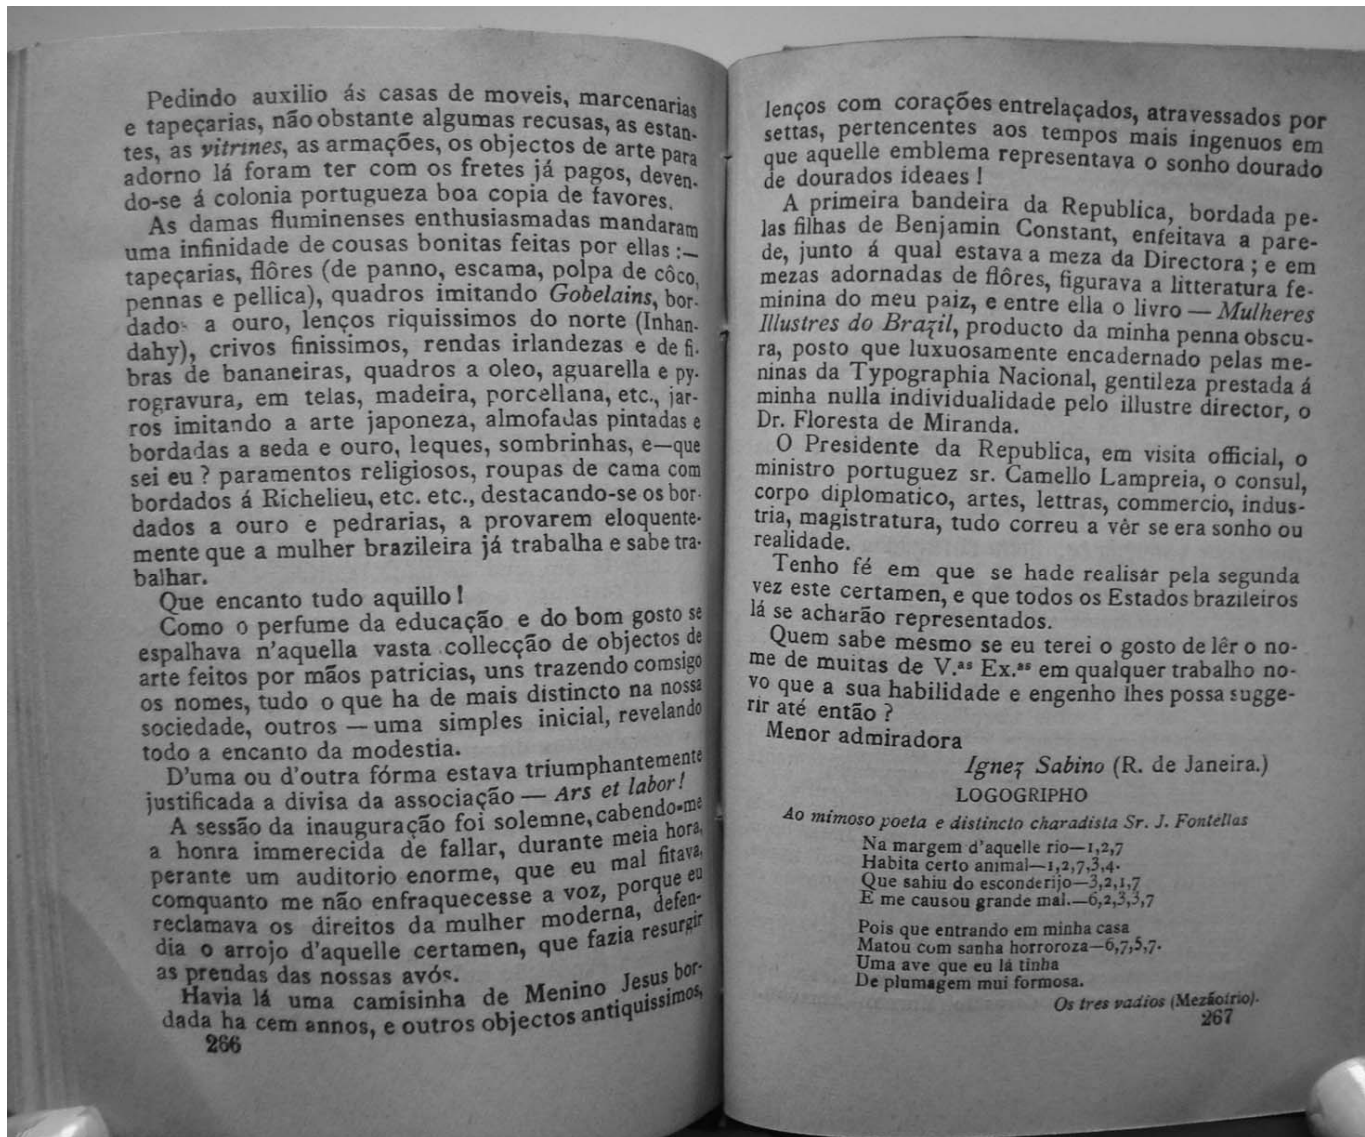 Pedindo auxilio ás casas de moveis, marcenarias
e tapeçarias, não obstante algumas recusas, as estan-
tes, as vitrines, as armações, os objectos de arte para
adorno lá foram ter com os fretes já pagos, deven-
do-se á colonia portugueza boa copia de favores.
As damas fluminenses enthusiasmadas mandaram
uma infinidade de cousas bonitas feitas por ellas :—
tapeçarias, flôres (de panno, escama, polpa de côco,
pennas e pellica), quadros imitando Gobelains, bor-
dados a ouro, lenços riquissimos do norte (Inhan-
dahy), crivos finissimos, rendas irlandezas e de fi-
bras de bananeiras, quadros a oleo, aguarella e py-
rogravura, em telas, madeira, porcellana, etc., jar-
ros imitando a arte japoneza, almofadas pintadas e
bordadas a seda e ouro, leques, sombrinhas, e—que
sei eu ? paramentos religiosos, roupas de cama com
bordados á Richelieu, etc. etc., destacando-se os bor-
dados a ouro e pedrarias, a provarem eloquente-
mente que a mulher brazileira já trabalha e sabe tra-
balhar.
Que encanto tudo aquillo !
Como o perfume da educação e do bom gosto se
espalhava n'aquella vasta collecção de objectos de
arte feitos por mãos patricias, uns trazendo comsigo
os nomes, tudo o que ha de mais distincto na nossa
sociedade, outros — uma simples inicial, revelando
todo a encanto da modestia.
D'uma ou d'outra fórma estava triumphantemente
justificada a divisa da associação — Ars et labor !
A sessão da inauguração foi solemne, cabendo-me
a honra immerecida de fallar, durante meia hora,
perante um auditorio enorme, que eu mal fitava,
comquanto me não enfraquecesse a voz, porque eu
reclamava os direitos da mulher moderna, defen-
dia o arrojo d'aquelle certamen, que fazia resurgir
as prendas das nossas avós.
Havia lá uma camisinha de Menino Jesus bor-
dada ha cem annos, e outros objectos antiquissimos,
266
lenços com corações entrelaçados, atravessados por
settas, pertencentes aos tempos mais ingenuos em
que aquelle emblema representava o sonho dourado
de dourados ideaes !
A primeira bandeira da Republica, bordada pe-
las filhas de Benjamin Constant, enfeitava a pare-
de, junto á qual estava a meza da Directora ; e em
mezas adornadas de flôres, figurava a litteratura fe-
minina do meu paiz, e entre ella o livro — Mulheres
Illustres do Brazil, producto da minha penna obscu-
ra, posto que luxuosamente encadernado pelas me-
ninas da Typographia Nacional, gentileza prestada á
minha nulla individualidade pelo illustre director, o
Dr. Floresta de Miranda.
O Presidente da Republica, em visita official, o
ministro portuguez sr. Camello Lampreia, o consul,
corpo diplomatico, artes, lettras, commercio, indus-
tria, magistratura, tudo correu a vêr se era sonho ou
realidade.
Tenho fé em que se hade realisar pela segunda
vez este certamen, e que todos os Estados brazileiros
lá se acharão representados.
Quem sabe mesmo se eu terei o gosto de lêr o no-
me de muitas de V.as Ex.as em qualquer trabalho no-
vo que a sua habilidade e engenho lhes possa sugge-
rir até então ?
Menor admiradora
Ignez Sabino (R. de Janeira.)
LOGOGRIPHO
Ao mimoso poeta e distincto charadista Sr. J. Fontellas
Na margem d'aquelle rio—1,2,7
Habita certo animal—1,2,7,3,4.
Que sahiu do esconderijo—3,2,1,7
E me causou grande mal.—6,2,3,3,7
Pois que entrando em minha casa
Matou com sanha horroroza—6,7,5,7.
Uma ave que eu lá tinha
De plumagem mui formosa.
Os tres vadios (Mezãoirio).
267